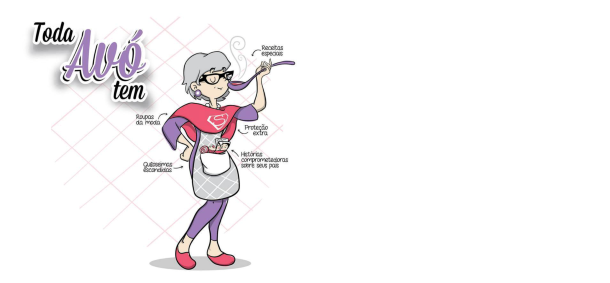 Toda
Avó
tem
Receitas
especiais
Roupas
da moda
Proteção
extra
Histórias
comprometedoras
sobre seus pais
Guloseimas
escondidas